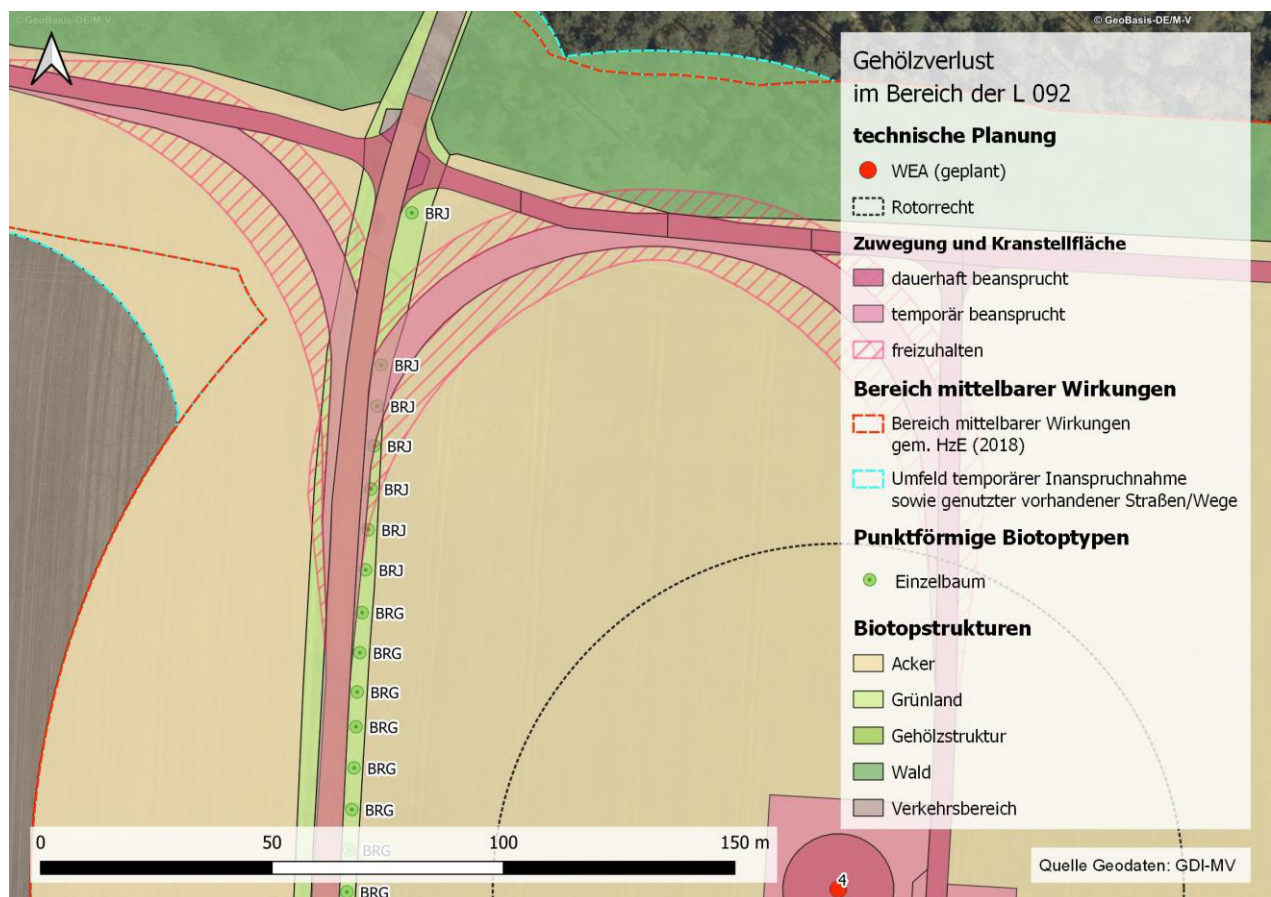 © GeoBasis-DE/M-V
© GeoBasis-DE/M-V
Gehölzverlust
im Bereich der L 092
technische Planung
WEA (geplant)
Rotorrecht
Zuwegung und Kranstellfläche
dauerhaft beansprucht
temporär beansprucht
freizuhalten
Bereich mittelbarer Wirkungen
Bereich mittelbarer Wirkungen
gem. HzE (2018)
Umfeld temporärer Inanspruchnahme
sowie genutzter vorhandener Straßen/Wege
Punktförmige Biotoptypen
Einzelbaum
Biotopstrukturen
Acker
Grünland
Gehölzstruktur
Wald
Verkehrsbereich
BRJ
BRJ
BRJ
BRJ
BRJ
BRJ
BRJ
BRG
BRG
BRG
BRG
BRG
BRG
BRG
BRG
0 50 100 150 m
4
Quelle Geodaten: GDI-MV